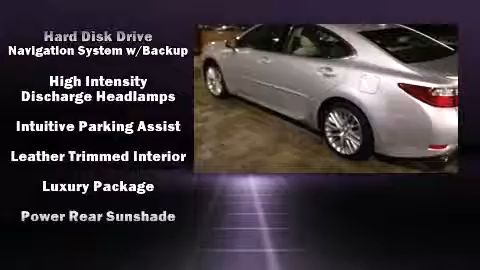 Hard Disk Drive
Navigation System w/Backup
High Intensity
Discharge Headlamps
Intuitive Parking Assist
Leather Trimmed Interior
Luxury Package
Power Rear Sunshade